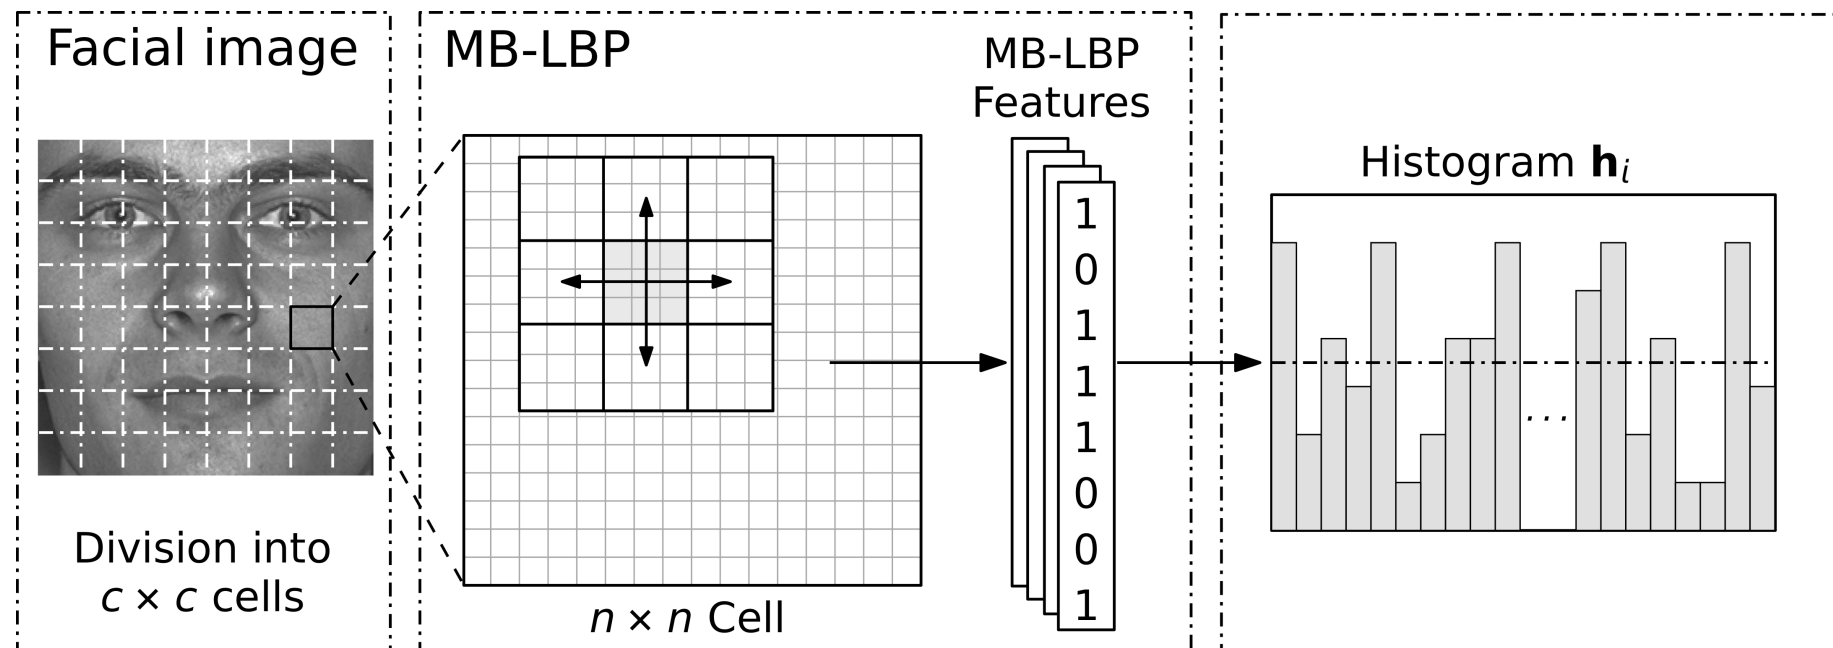 Facial image
Division into
c × c cells
MB-LBP
n × n Cell
MB-LBP
Features
1
0
1
1
1
0
0
1
Histogram hᵢ
...